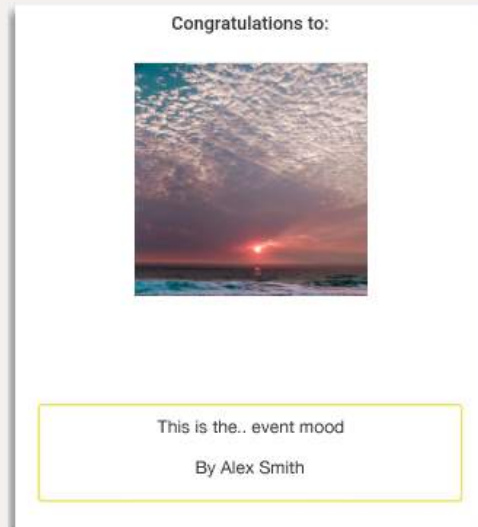 Congratulations to:
This is the.. event mood
By Alex Smith